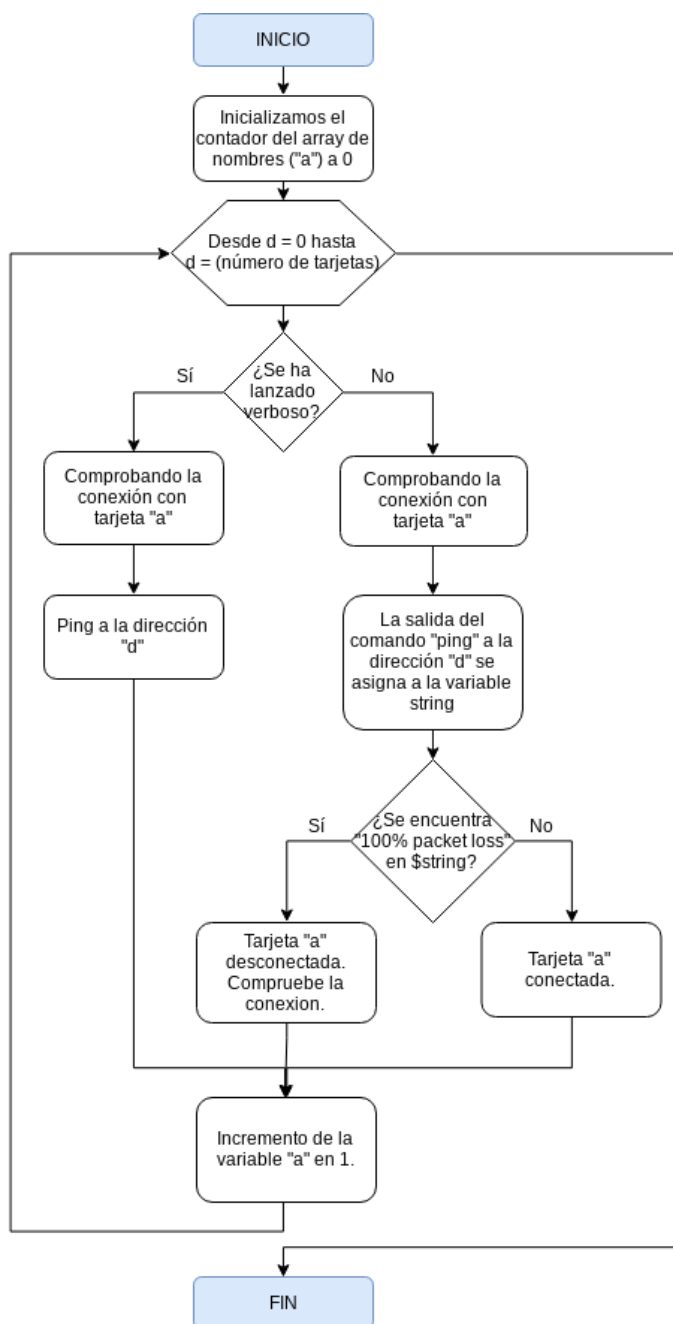 INICIO
Inicializamos el
contador del array de
nombres ("a") a 0
Desde d = 0 hasta
d = (número de tarjetas)
¿Se ha
lanzado
verboso?
Sí
No
Comprobando la
conexión con
tarjeta "a"
Comprobando la
conexión con
tarjeta "a"
Ping a la dirección
"d"
La salida del
comando "ping" a la
dirección "d" se
asigna a la variable
string
¿Se encuentra
"100% packet loss"
en $string?
Sí
No
Tarjeta "a"
desconectada.
Compruebe la
conexion.
Tarjeta "a"
conectada.
Incremento de la
variable "a" en 1.
FIN